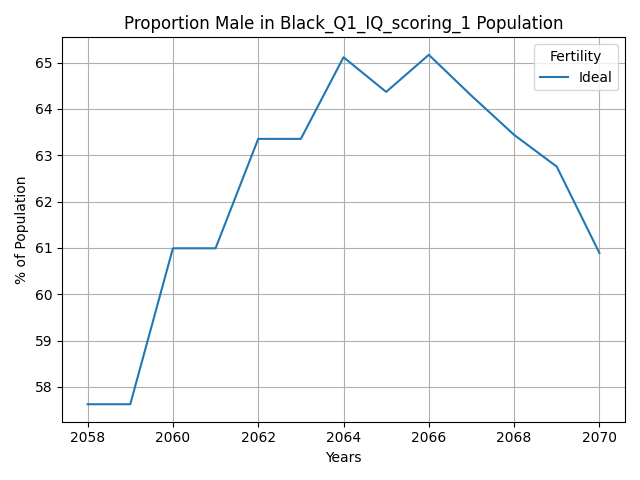 Proportion Male in Black_Q1_IQ_scoring_1 Population
Fertility
Ideal
65
64
63
62
61
60
59
58
% of Population
2058 2060 2062 2064 2066 2068 2070
Years